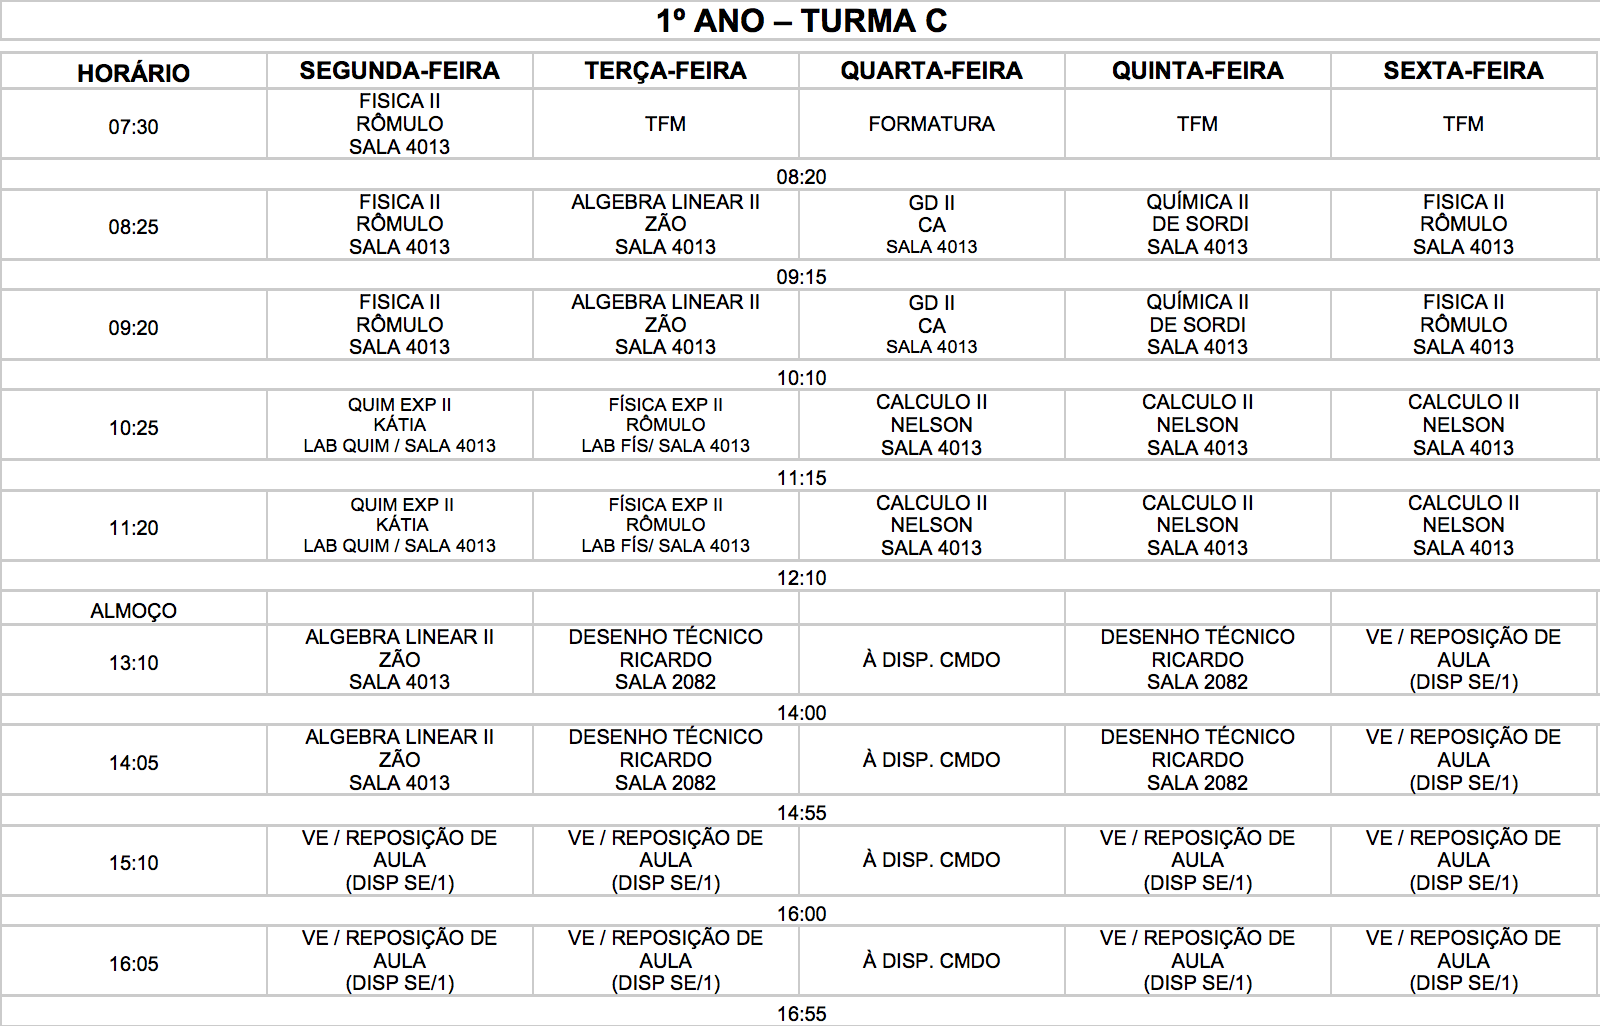 1º ANO – TURMA C
HORÁRIO SEGUNDA-FEIRA TERÇA-FEIRA QUARTA-FEIRA QUINTA-FEIRA SEXTA-FEIRA
07:30
FISICA II
RÔMULO
SALA 4013
TFM
FORMATURA
TFM
TFM
08:20
08:25
FISICA II
RÔMULO
SALA 4013
ALGEBRA LINEAR II
ZÃO
SALA 4013
GD II
CA
SALA 4013
QUÍMICA II
DE SORDI
SALA 4013
FISICA II
RÔMULO
SALA 4013
09:15
09:20
FISICA II
RÔMULO
SALA 4013
ALGEBRA LINEAR II
ZÃO
SALA 4013
GD II
CA
SALA 4013
QUÍMICA II
DE SORDI
SALA 4013
FISICA II
RÔMULO
SALA 4013
10:10
10:25
QUIM EXP II
KÁTIA
LAB QUIM / SALA 4013
FÍSICA EXP II
RÔMULO
LAB FÍS/ SALA 4013
CALCULO II
NELSON
SALA 4013
CALCULO II
NELSON
SALA 4013
CALCULO II
NELSON
SALA 4013
11:15
11:20
QUIM EXP II
KÁTIA
LAB QUIM / SALA 4013
FÍSICA EXP II
RÔMULO
LAB FÍS/ SALA 4013
CALCULO II
NELSON
SALA 4013
CALCULO II
NELSON
SALA 4013
CALCULO II
NELSON
SALA 4013
12:10
ALMOÇO
13:10
ALGEBRA LINEAR II
ZÃO
SALA 4013
DESENHO TÉCNICO
RICARDO
SALA 2082
À DISP. CMDO
DESENHO TÉCNICO
RICARDO
SALA 2082
VE / REPOSIÇÃO DE
AULA
(DISP SE/1)
14:00
14:05
ALGEBRA LINEAR II
ZÃO
SALA 4013
DESENHO TÉCNICO
RICARDO
SALA 2082
À DISP. CMDO
DESENHO TÉCNICO
RICARDO
SALA 2082
VE / REPOSIÇÃO DE
AULA
(DISP SE/1)
14:55
15:10
VE / REPOSIÇÃO DE
AULA
(DISP SE/1)
VE / REPOSIÇÃO DE
AULA
(DISP SE/1)
À DISP. CMDO
VE / REPOSIÇÃO DE
AULA
(DISP SE/1)
VE / REPOSIÇÃO DE
AULA
(DISP SE/1)
16:00
16:05
VE / REPOSIÇÃO DE
AULA
(DISP SE/1)
VE / REPOSIÇÃO DE
AULA
(DISP SE/1)
À DISP. CMDO
VE / REPOSIÇÃO DE
AULA
(DISP SE/1)
VE / REPOSIÇÃO DE
AULA
(DISP SE/1)
16:55